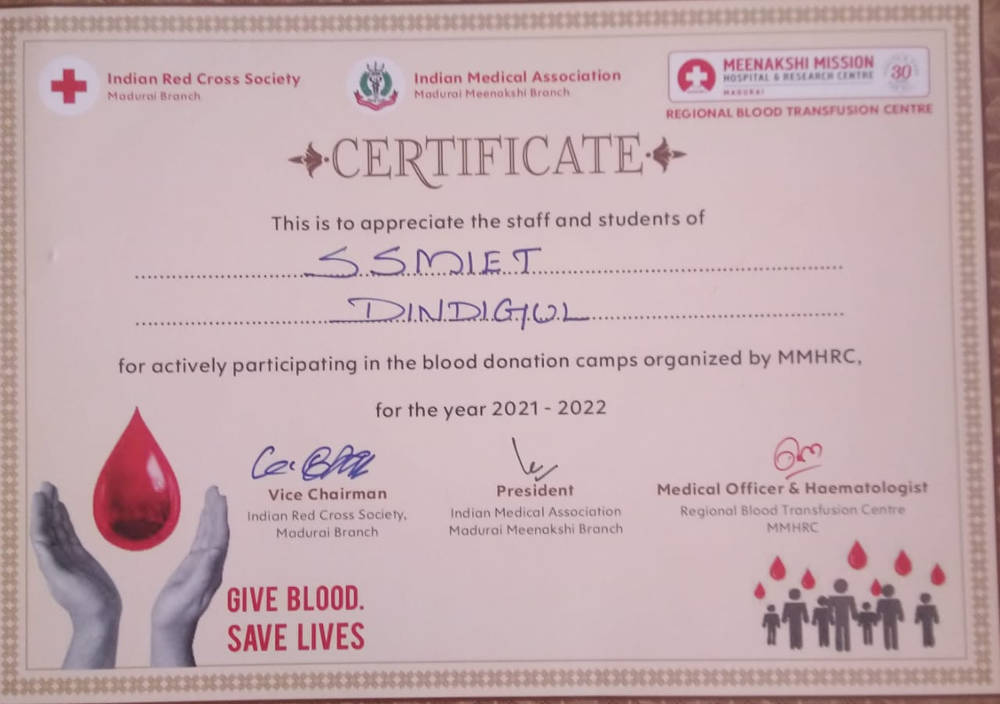 Indian Red Cross Society
Madurai Branch
Indian Medical Association
Madurai Meenakshi Branch
MEENAKSHI MISSION
HOSPITAL & RESEARCH CENTRE
MADURAI
30
REGIONAL BLOOD TRANSFUSION CENTRE
CERTIFICATE
This is to appreciate the staff and students of
SSMIET
DINDIGUL
for actively participating in the blood donation camps organized by MMHRC,
for the year 2021 - 2022
Vice Chairman
Indian Red Cross Society,
Madurai Branch
President
Indian Medical Association
Madurai Meenakshi Branch
Medical Officer & Haematologist
Regional Blood Transfusion Centre
MMHRC
GIVE BLOOD.
SAVE LIVES